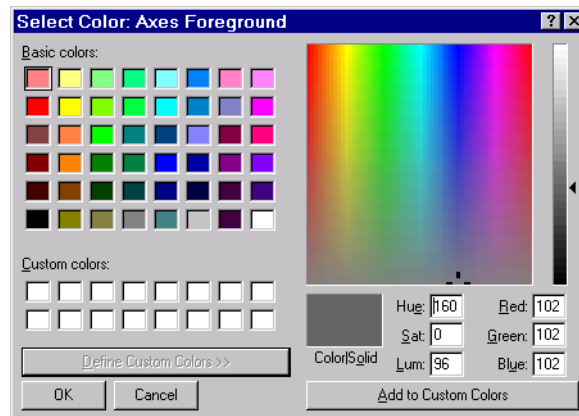 Select Color: Axes Foreground
Basic colors:
Custom colors:
Define Custom Colors >>
OK Cancel
Color|Solid
Hue: 160 Red: 102
Sat: 0 Green: 102
Lum: 96 Blue: 102
Add to Custom Colors